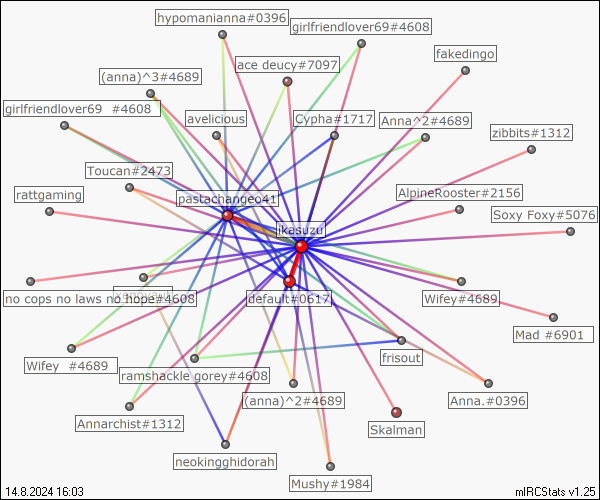 hypomanianna#0396
girlfriendlover69#4608
fakedingo
ace deucy#7097
(anna)^3#4689
girlfriendlover69 #4608
avelicious
Cypha#1717
Anna^2#4689
zibbits#1312
Toucan#2473
rattgaming
pastachangeo41
AlpineRooster#2156
Soxy Foxy#5076
ikasuzu
no cops no laws no hope#4608
default#0617
Wifey#4689
Mad #6901
Wifey #4689
ramshackle gorey#4608
frisout
(anna)^2#4689
Anna.#0396
Annarchist#1312
Skalman
neokingghidorah
Mushy#1984
14.8.2024 16:03
mIRCStats v1.25